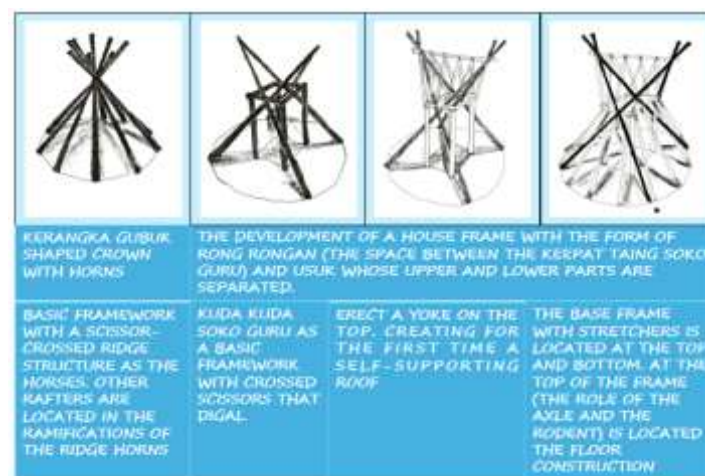 KERANGKA GUBUK
SHAPED CROWN
WITH HORNS
THE DEVELOPMENT OF A HOUSE FRAME WITH THE FORM OF
RONG RONGAN (THE SPACE BETWEEN THE KEEPAT TAING SOKO
GURU) AND USUK WHOSE UPPER AND LOWER PARTS ARE
SEPARATED.
BASIC FRAMEWORK
WITH A SCISSOR-
CROSSED RIDGE
STRUCTURE AS THE
HORSES. OTHER
RAFTERS ARE
LOCATED IN THE
RAMIFICATIONS OF
THE RIDGE HORNS
KUDA KUDA
SOKO GURU AS
A BASIC
FRAMEWORK
WITH CROSSED
SCISSORS THAT
DIGAL
ERECT A YOKE ON THE
TOP. CREATING FOR
THE FIRST TIME A
SELF-SUPPORTING
ROOF
THE BASE FRAME
WITH STRETCHERS IS
LOCATED AT THE TOP
AND BOTTOM. AT THE
TOP OF THE FRAME
(THE ROLE OF THE
AXLE AND THE
RODENT) IS LOCATED
THE FLOOR
CONSTRUCTION